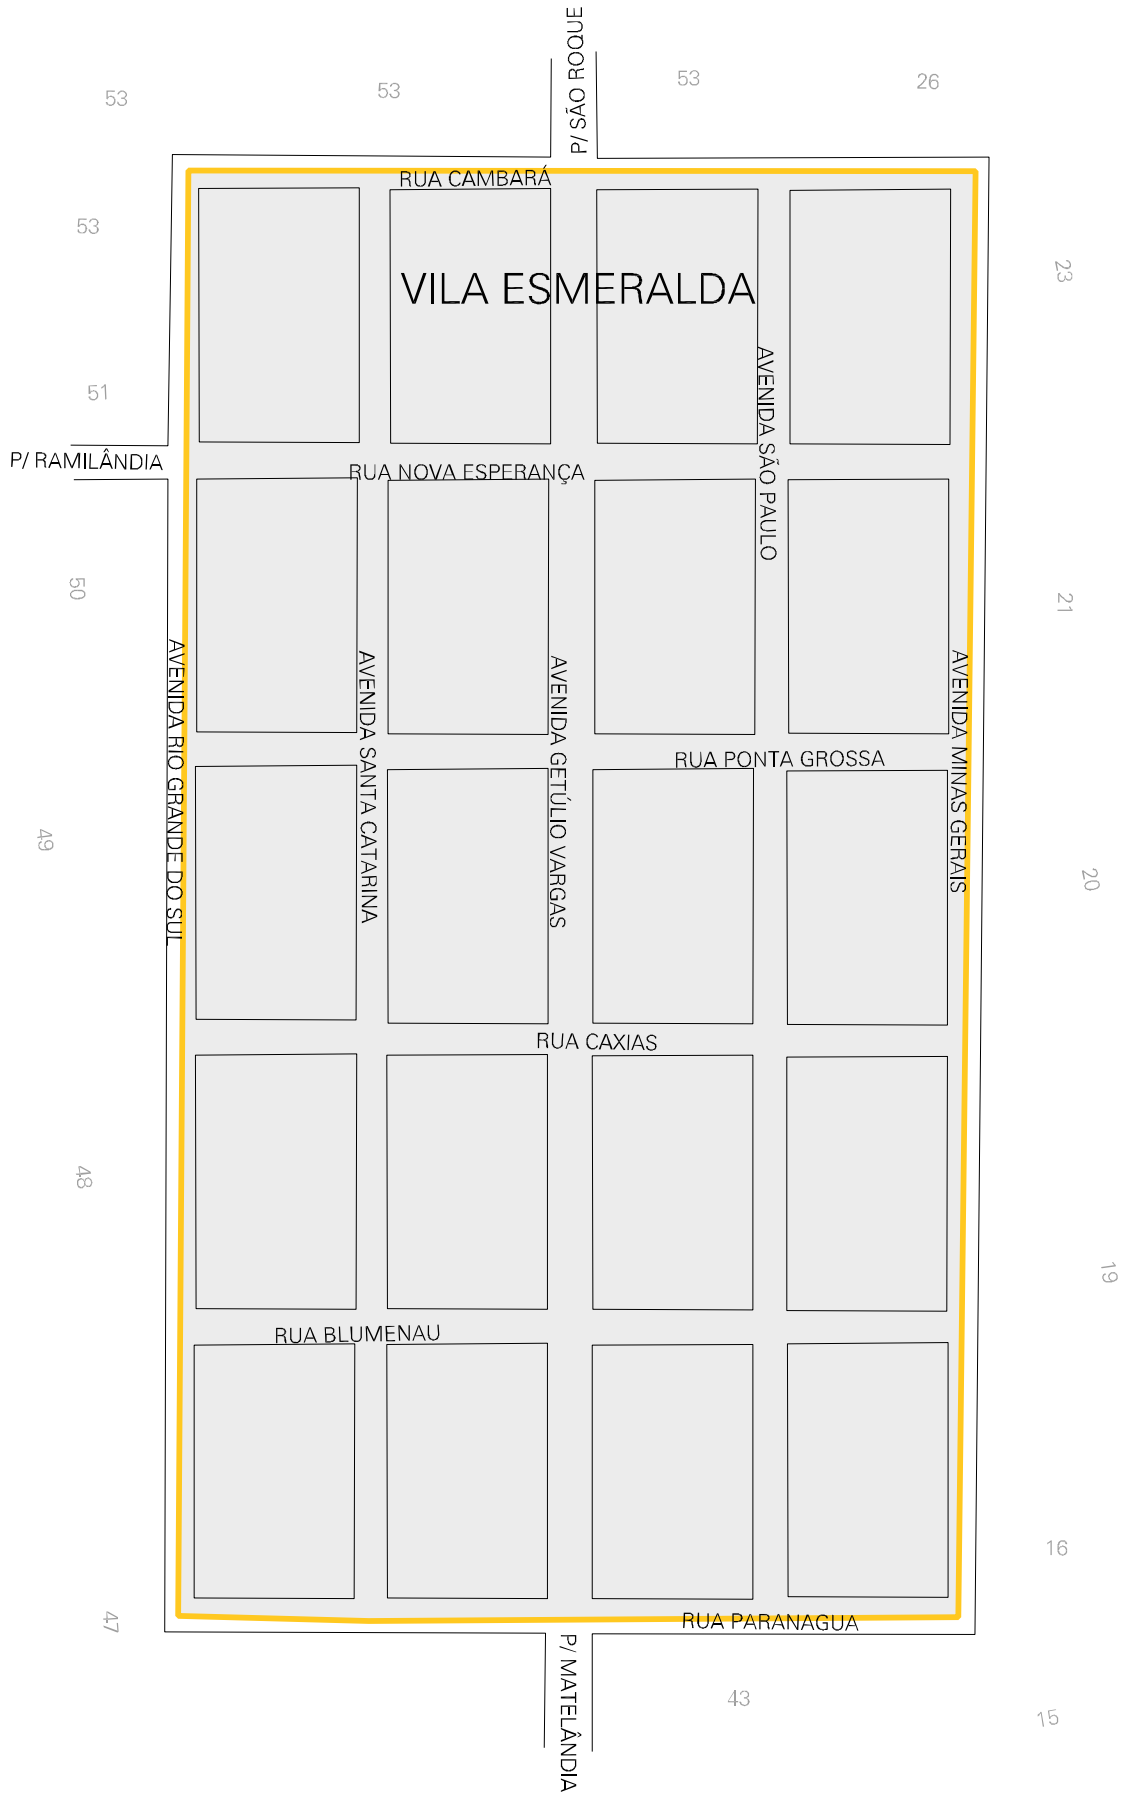 P/ SÃO ROQUE
53
53
53
26
RUA CAMBARÁ
53
23
VILA ESMERALDA
51
AVENIDA SÃO PAULO
P/ RAMILÂNDIA
RUA NOVA ESPERANÇA
50
21
AVENIDA RIO GRANDE DO SUL
AVENIDA SANTA CATARINA
AVENIDA GETÚLIO VARGAS
AVENIDA MINAS GERAIS
RUA PONTA GROSSA
49
20
RUA CAXIAS
48
19
RUA BLUMENAU
16
47
RUA PARANAGUA
P/ MATELÂNDIA
43
15